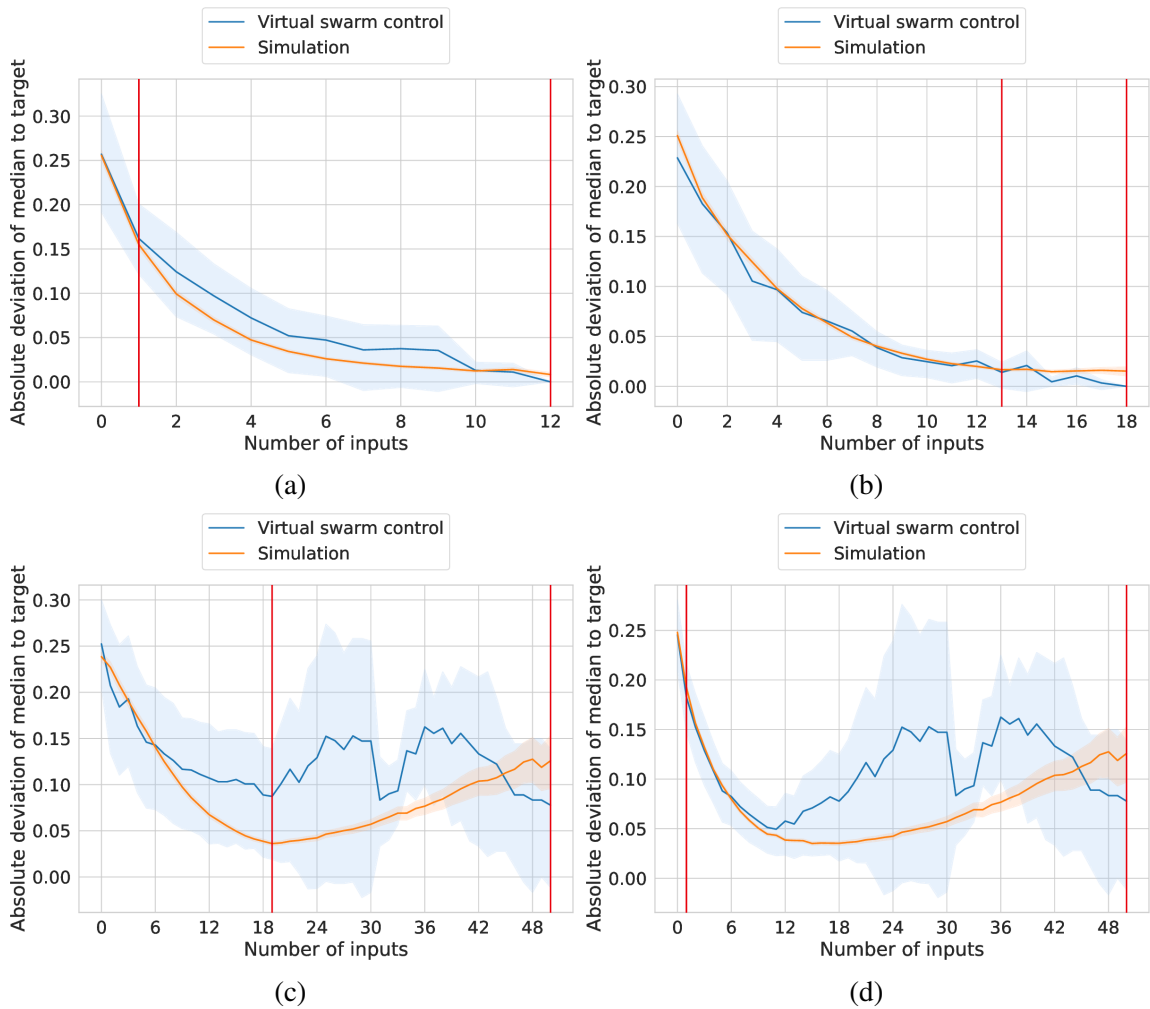 Virtual swarm control
Simulation
Absolute deviation of median to target
0.30
0.25
0.20
0.15
0.10
0.05
0.00
0 2 4 6 8 10 12
Number of inputs
(a)
Virtual swarm control
Simulation
Absolute deviation of median to target
0.30
0.25
0.20
0.15
0.10
0.05
0.00
0 2 4 6 8 10 12 14 16 18
Number of inputs
(b)
Virtual swarm control
Simulation
Absolute deviation of median to target
0.30
0.25
0.20
0.15
0.10
0.05
0.00
0 6 12 18 24 30 36 42 48
Number of inputs
(c)
Virtual swarm control
Simulation
Absolute deviation of median to target
0.25
0.20
0.15
0.10
0.05
0.00
0 6 12 18 24 30 36 42 48
Number of inputs
(d)